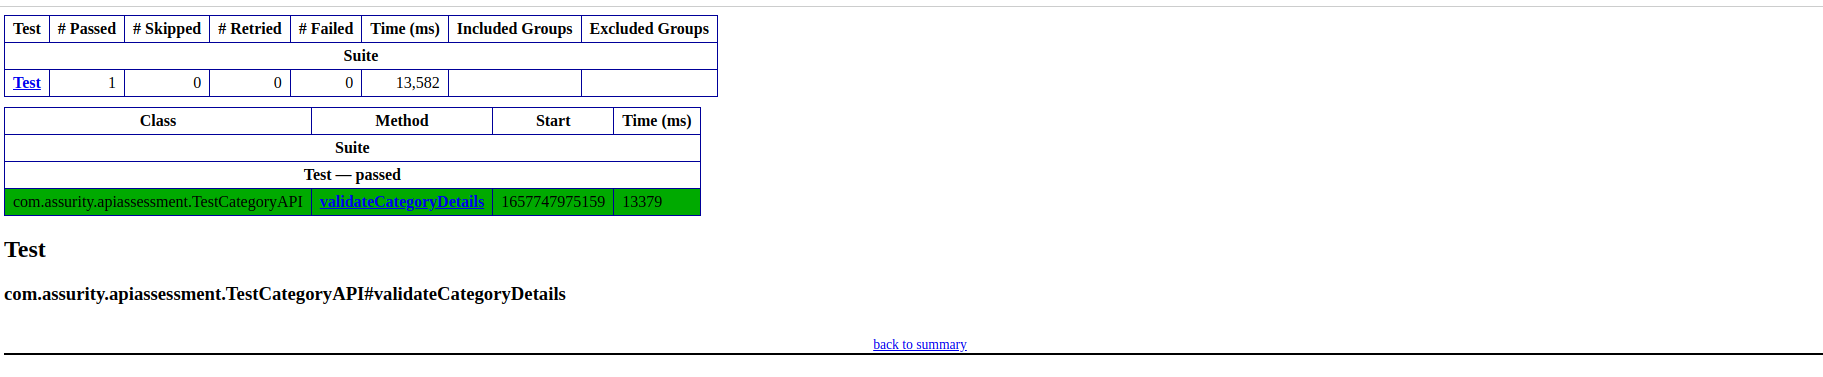 Test # Passed # Skipped # Retried # Failed Time (ms) Included Groups Excluded Groups
Suite
Test 1 0 0 0 13,582
Class Method Start Time (ms)
Suite
Test — passed
com.assurity.apiassessment.TestCategoryAPI validateCategoryDetails 1657747975159 13379
Test
com.assurity.apiassessment.TestCategoryAPI#validateCategoryDetails
back to summary